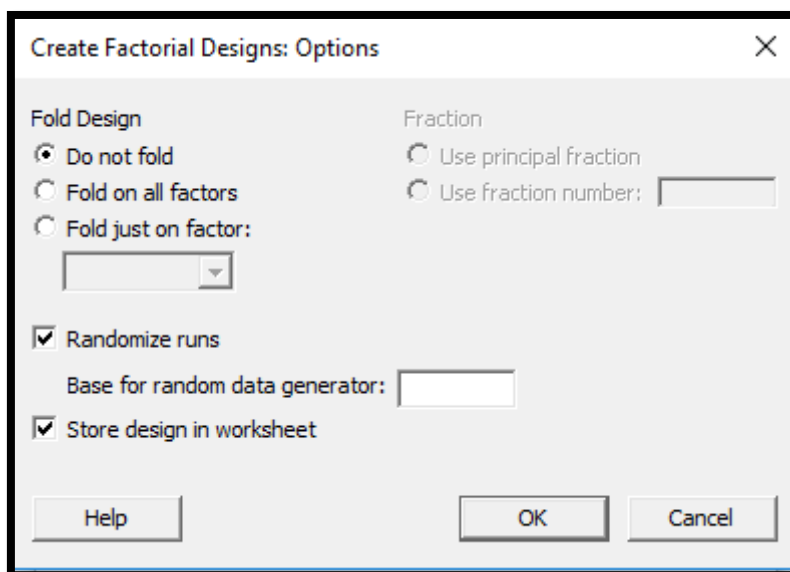 Create Factorial Designs: Options
Fold Design
Do not fold
Fold on all factors
Fold just on factor:
Fraction
Use principal fraction
Use fraction number:
Randomize runs
Base for random data generator:
Store design in worksheet
Help
OK
Cancel